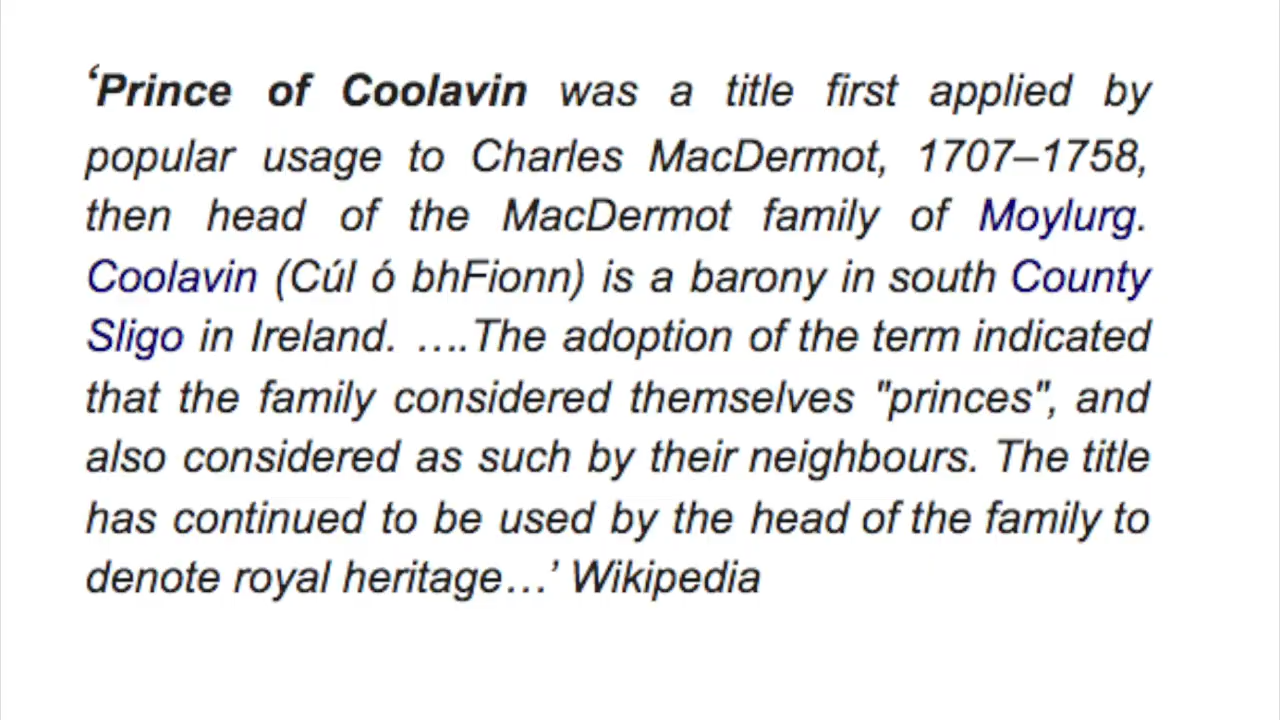 ‘Prince of Coolavin was a title first applied by
popular usage to Charles MacDermot, 1707–1758,
then head of the MacDermot family of Moylurg.
Coolavin (Cúl ó bhFionn) is a barony in south County
Sligo in Ireland. ….The adoption of the term indicated
that the family considered themselves "princes", and
also considered as such by their neighbours. The title
has continued to be used by the head of the family to
denote royal heritage…’ Wikipedia